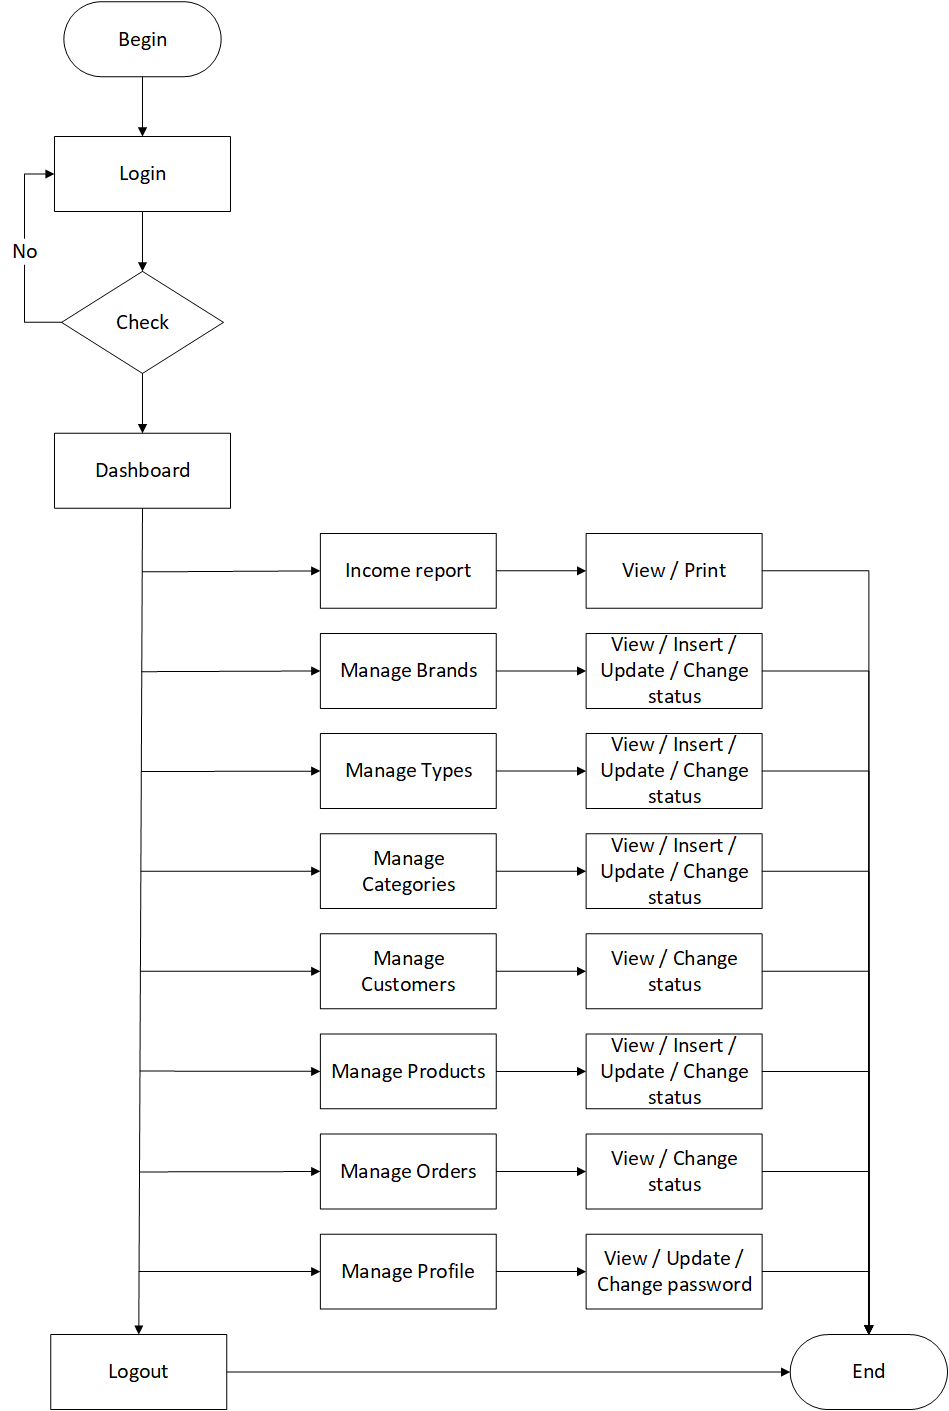 Begin
Login
No
Check
Dashboard
Income report
View / Print
Manage Brands
View / Insert /
Update / Change
status
Manage Types
View / Insert /
Update / Change
status
Manage
Categories
View / Insert /
Update / Change
status
Manage
Customers
View / Change
status
Manage Products
View / Insert /
Update / Change
status
Manage Orders
View / Change
status
Manage Profile
View / Update /
Change password
Logout
End